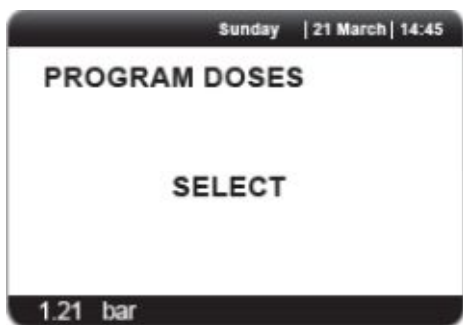 Sunday | 21 March | 14:45
PROGRAM DOSES
SELECT
1.21 bar